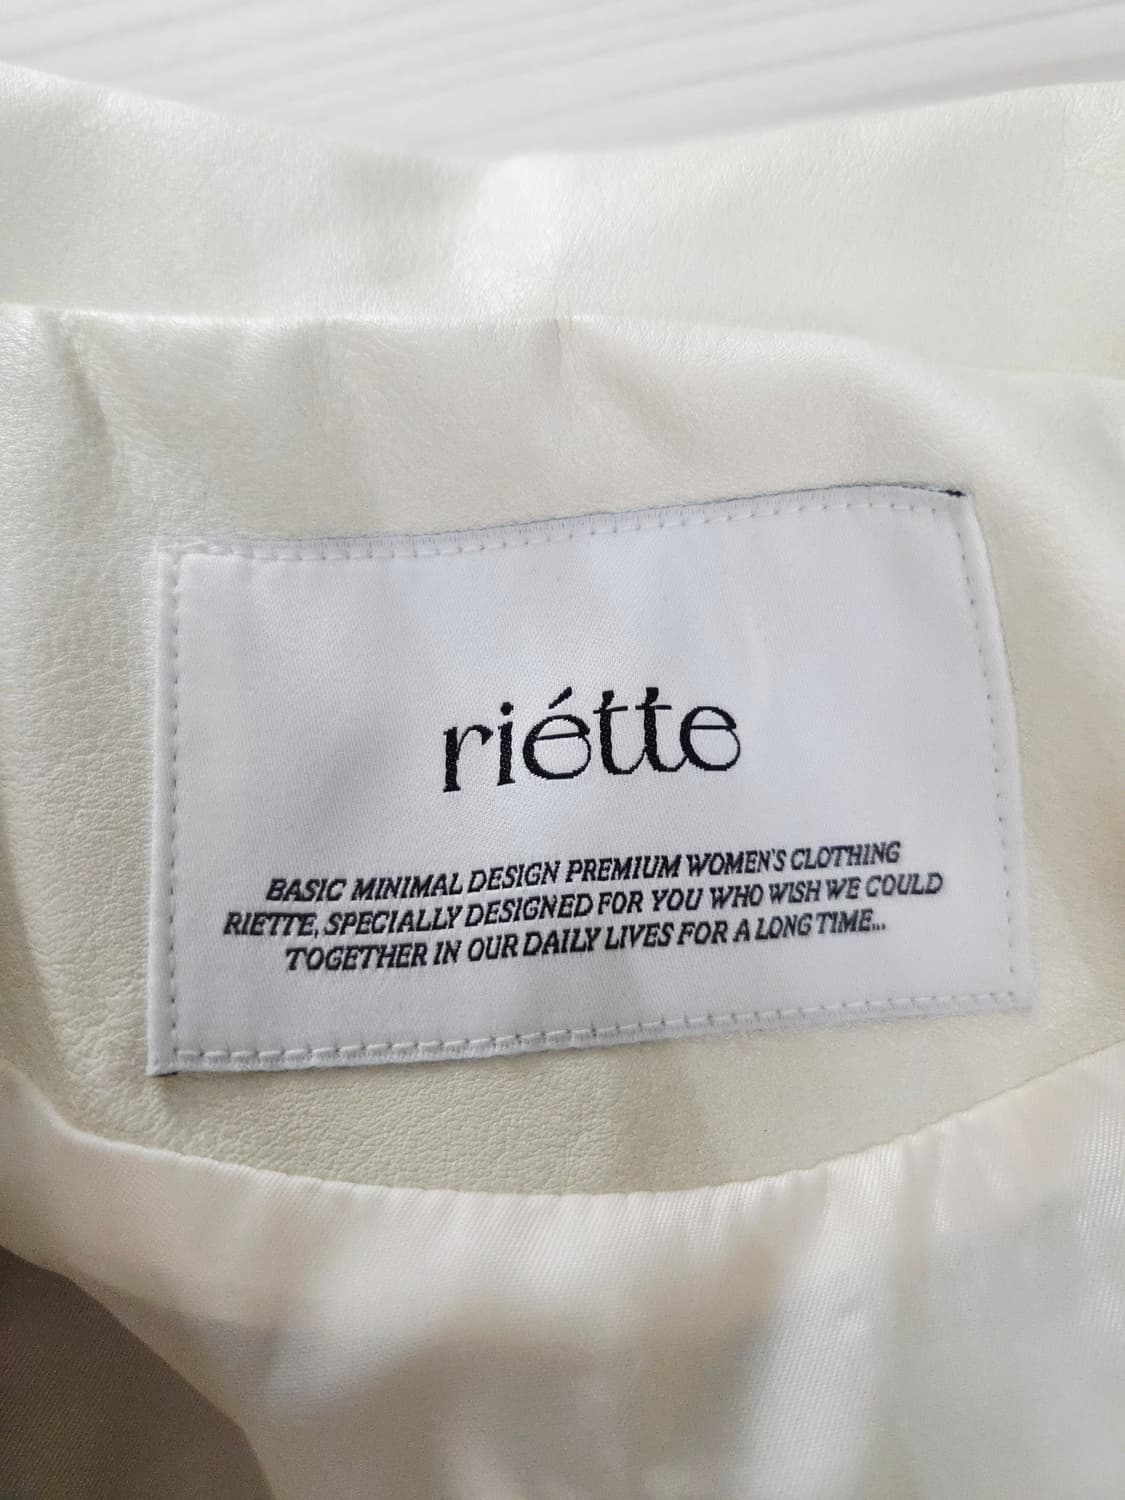 riétte
BASIC MINIMAL DESIGN PREMIUM WOMEN'S CLOTHING
RIETTE, SPECIALLY DESIGNED FOR YOU WHO WISH WE COULD
TOGETHER IN OUR DAILY LIVES FOR A LONG TIME...